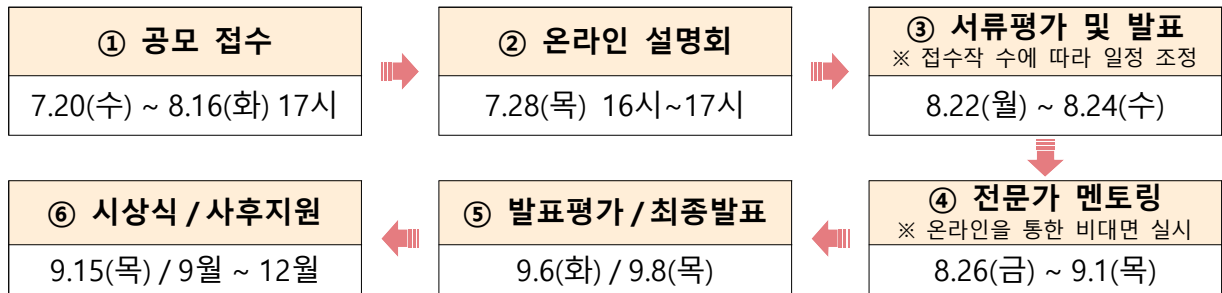 ① 공모 접수
7.20(수) ~ 8.16(화) 17시
② 온라인 설명회
7.28(목) 16시~17시
③ 서류평가 및 발표
※ 접수작 수에 따라 일정 조정
8.22(월) ~ 8.24(수)
④ 전문가 멘토링
※ 온라인을 통한 비대면 실시
8.26(금) ~ 9.1(목)
⑤ 발표평가 / 최종발표
9.6(화) / 9.8(목)
⑥ 시상식 / 사후지원
9.15(목) / 9월 ~ 12월